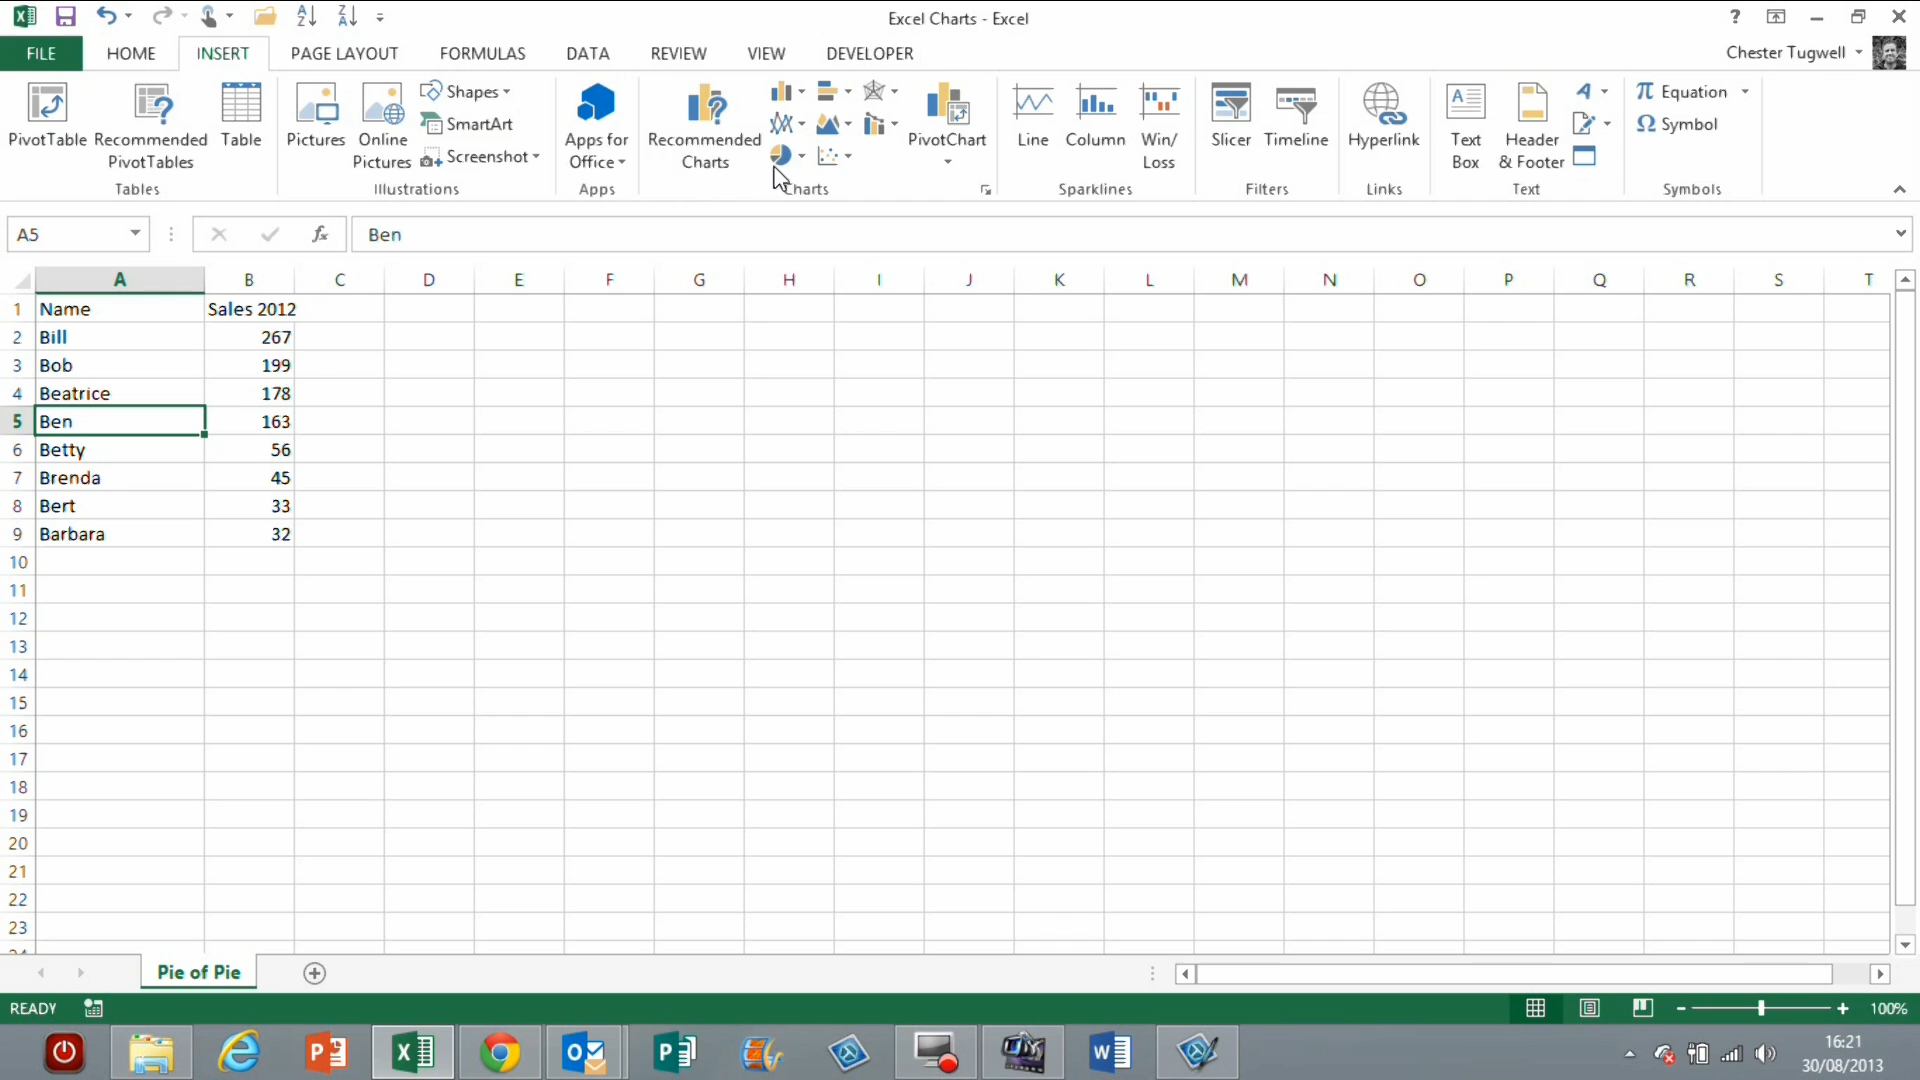 Excel Charts - Excel
?
FILE HOME INSERT PAGE LAYOUT FORMULAS DATA REVIEW VIEW DEVELOPER Chester Tugwell
PivotTable
Recommended PivotTables
Table
Tables
Pictures
Online Pictures
Shapes
SmartArt
Screenshot
Illustrations
Apps for Office
Apps
Recommended Charts
PivotChart
Charts
Line
Column
Win/ Loss
Sparklines
Slicer
Timeline
Filters
Hyperlink
Links
Text Box
Header & Footer
Text
π Equation
Ω Symbol
Symbols
A5 fx Ben
A B C D E F G H I J K L M N O P Q R S T
1 Name Sales 2012
2 Bill 267
3 Bob 199
4 Beatrice 178
5 Ben 163
6 Betty 56
7 Brenda 45
8 Bert 33
9 Barbara 32
10
11
12
13
14
15
16
17
18
19
20
21
22
23
Pie of Pie
READY 100%
16:21
30/08/2013